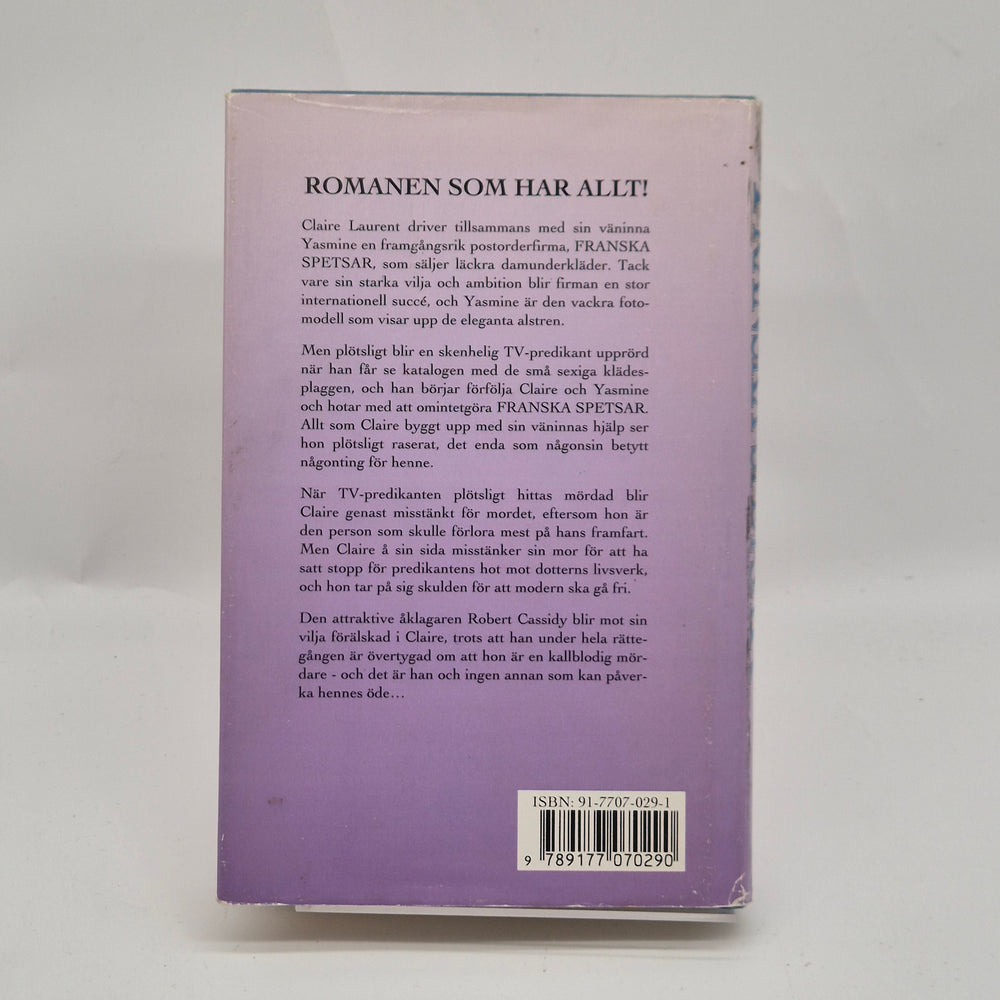 ROMANEN SOM HAR ALLT!
Claire Laurent driver tillsammans med sin väninna
Yasmine en framgångsrik postorderfirma, FRANSKA
SPETSAR, som säljer läckra damunderkläder. Tack
vare sin starka vilja och ambition blir firman en stor
internationell succé, och Yasmine är den vackra foto-
modell som visar upp de eleganta alstren.
Men plötsligt blir en skenhelig TV-predikant upprörd
när han får se katalogen med de små sexiga klädes-
plaggen, och han börjar förfölja Claire och Yasmine
och hotar med att omintetgöra FRANSKA SPETSAR.
Allt som Claire byggt upp med sin väninnas hjälp ser
hon plötsligt raserat, det enda som någonsin betytt
någonting för henne.
När TV-predikanten plötsligt hittas mördad blir
Claire genast misstänkt för mordet, eftersom hon är
den person som skulle förlora mest på hans framfart.
Men Claire å sin sida misstänker sin mor för att ha
satt stopp för predikantens hot mot dotterns livsverk,
och hon tar på sig skulden för att modern ska gå fri.
Den attraktive åklagaren Robert Cassidy blir mot sin
vilja förälskad i Claire, trots att han under hela rätte-
gången är övertygad om att hon är en kallblodig mör-
dare - och det är han och ingen annan som kan påver-
ka hennes öde...
ISBN: 91-7707-029-1
9 789177 070290